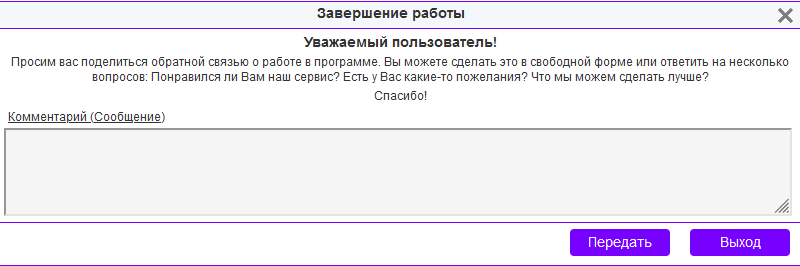 Завершение работы
Уважаемый пользователь!
Просим вас поделиться обратной связью о работе в программе. Вы можете сделать это в свободной форме или ответить на несколько
вопросов: Понравился ли Вам наш сервис? Есть у Вас какие-то пожелания? Что мы можем сделать лучше?
Спасибо!
Комментарий (Сообщение)
Передать
Выход